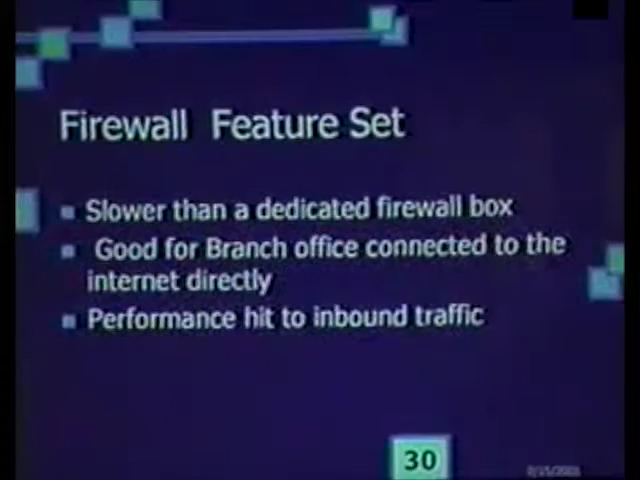 Firewall Feature Set
Slower than a dedicated firewall box
Good for Branch office connected to the
internet directly
Performance hit to inbound traffic
30